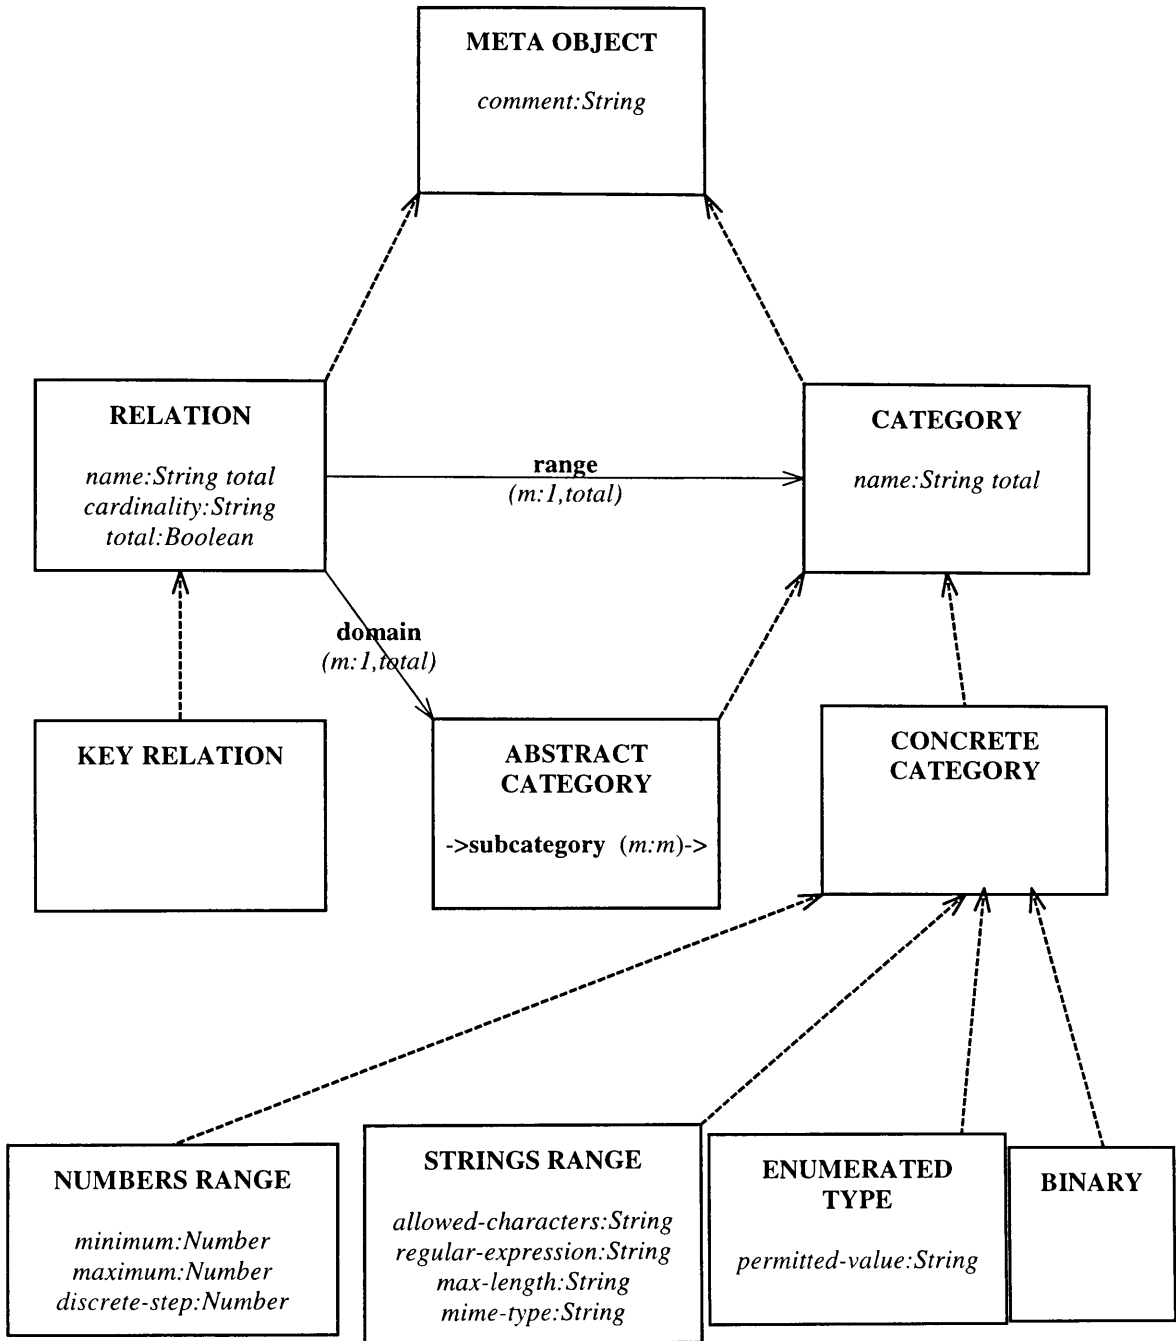 META OBJECT
comment:String
RELATION
name:String total
cardinality:String
total:Boolean
range
(m:1,total)
CATEGORY
name:String total
domain
(m:1,total)
KEY RELATION
ABSTRACT
CATEGORY
->subcategory (m:m)->
CONCRETE
CATEGORY
NUMBERS RANGE
minimum:Number
maximum:Number
discrete-step:Number
STRINGS RANGE
allowed-characters:String
regular-expression:String
max-length:String
mime-type:String
ENUMERATED
TYPE
permitted-value:String
BINARY